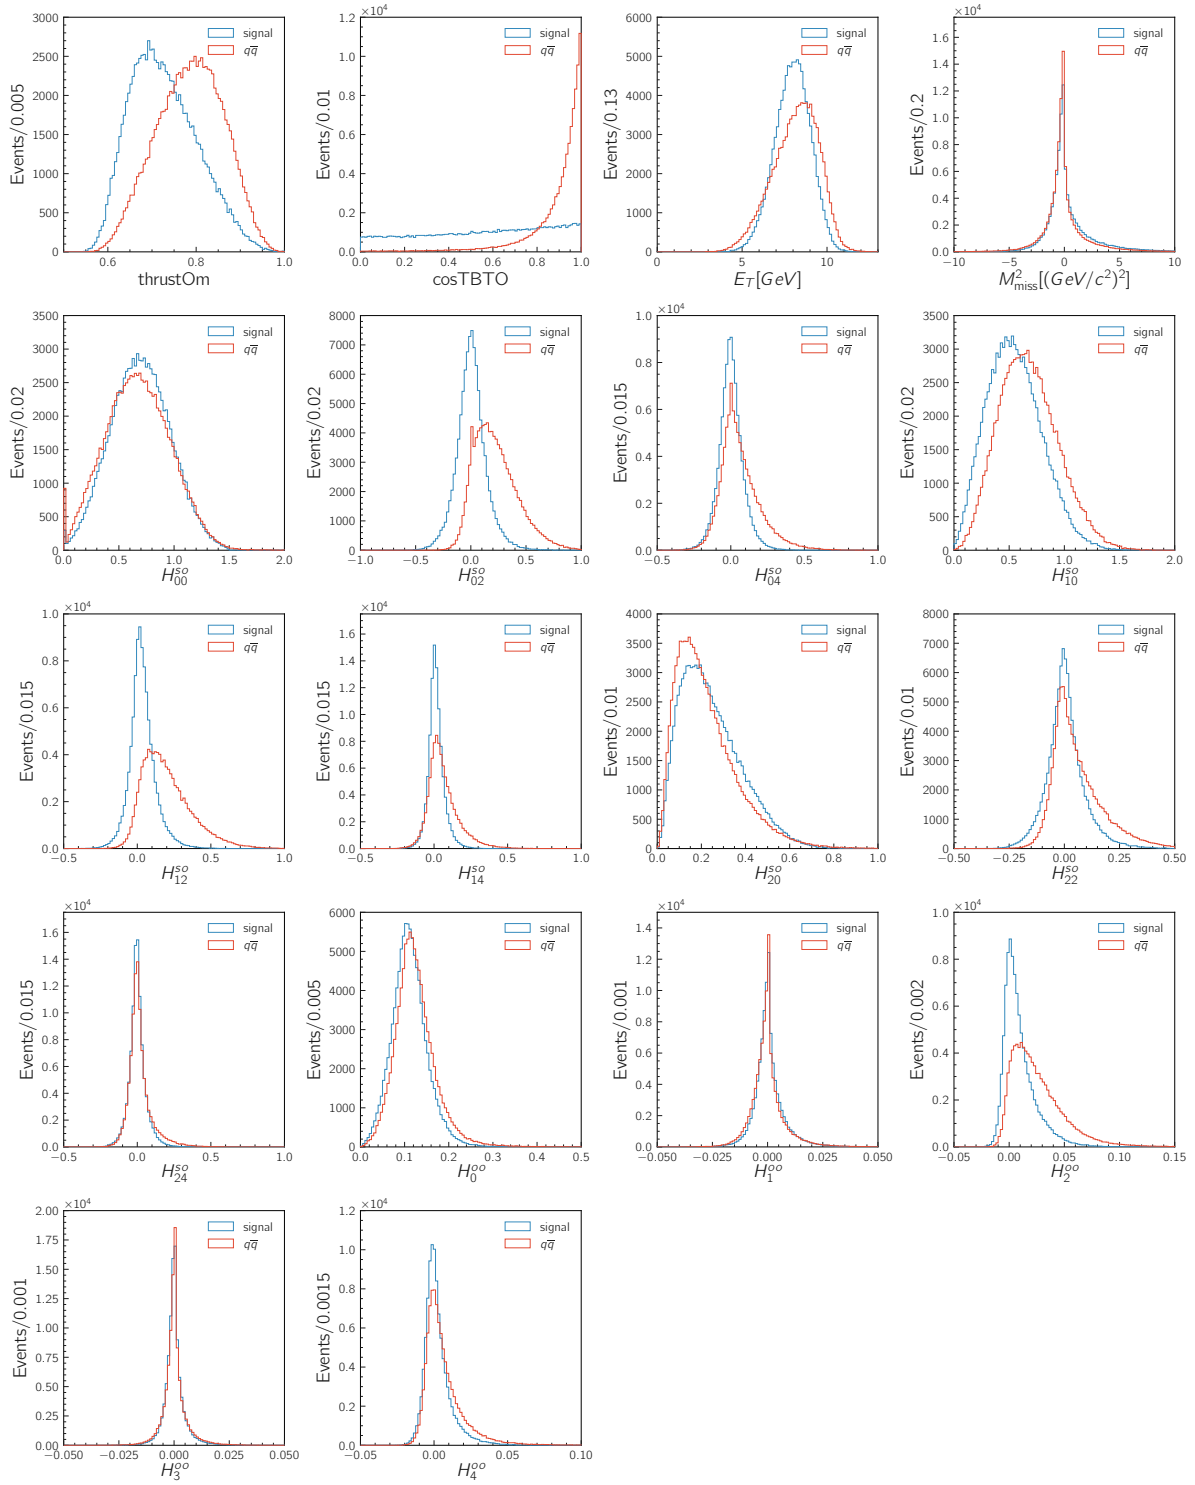 3000
2500
2000
1500
1000
500
0
0.6 0.8 1.0
Events/0.005
thrustOm
signal
qq̅
×10⁴
1.2
1.0
0.8
0.6
0.4
0.2
0.0
0.0 0.2 0.4 0.6 0.8 1.0
Events/0.01
cosTBTO
signal
qq̅
6000
5000
4000
3000
2000
1000
0
0 5 10
Events/0.13
E_T[GeV]
signal
qq̅
×10⁴
1.6
1.4
1.2
1.0
0.8
0.6
0.4
0.2
0.0
−10 −5 0 5 10
Events/0.2
M²_miss[(GeV/c²)²]
signal
qq̅
3500
3000
2500
2000
1500
1000
500
0
0.0 0.5 1.0 1.5 2.0
Events/0.02
H^so_00
signal
qq̅
8000
7000
6000
5000
4000
3000
2000
1000
0
−1.0 −0.5 0.0 0.5 1.0
Events/0.02
H^so_02
signal
qq̅
×10⁴
1.0
0.8
0.6
0.4
0.2
0.0
−0.5 0.0 0.5 1.0
Events/0.015
H^so_04
signal
qq̅
3500
3000
2500
2000
1500
1000
500
0
0.0 0.5 1.0 1.5 2.0
Events/0.02
H^so_10
signal
qq̅
×10⁴
1.0
0.8
0.6
0.4
0.2
0.0
−0.5 0.0 0.5 1.0
Events/0.015
H^so_12
signal
qq̅
×10⁴
1.6
1.4
1.2
1.0
0.8
0.6
0.4
0.2
0.0
−0.5 0.0 0.5 1.0
Events/0.015
H^so_14
signal
qq̅
4000
3500
3000
2500
2000
1500
1000
500
0
0.0 0.2 0.4 0.6 0.8 1.0
Events/0.01
H^so_20
signal
qq̅
8000
7000
6000
5000
4000
3000
2000
1000
0
−0.50 −0.25 0.00 0.25 0.50
Events/0.01
H^so_22
signal
qq̅
×10⁴
1.6
1.4
1.2
1.0
0.8
0.6
0.4
0.2
0.0
−0.5 0.0 0.5 1.0
Events/0.015
H^so_24
signal
qq̅
6000
5000
4000
3000
2000
1000
0
0.0 0.1 0.2 0.3 0.4 0.5
Events/0.005
H^oo_0
signal
qq̅
×10⁴
1.4
1.2
1.0
0.8
0.6
0.4
0.2
0.0
−0.050 −0.025 0.000 0.025 0.050
Events/0.001
H^oo_1
signal
qq̅
×10⁴
1.0
0.8
0.6
0.4
0.2
0.0
−0.05 0.00 0.05 0.10 0.15
Events/0.002
H^oo_2
signal
qq̅
×10⁴
2.00
1.75
1.50
1.25
1.00
0.75
0.50
0.25
0.00
−0.050 −0.025 0.000 0.025 0.050
Events/0.001
H^oo_3
signal
qq̅
×10⁴
1.2
1.0
0.8
0.6
0.4
0.2
0.0
−0.05 0.00 0.05 0.10
Events/0.0015
H^oo_4
signal
qq̅